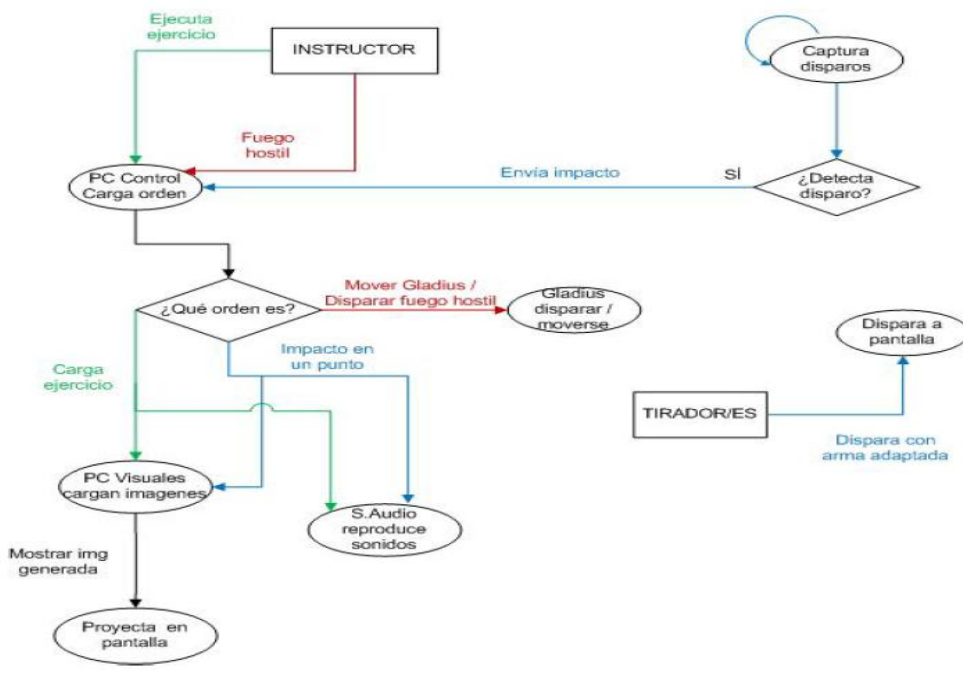 Ejecuta
ejercicio
INSTRUCTOR
Captura
disparos
Fuego
hostil
PC Control
Carga orden
Envía impacto
SÍ
¿Detecta
disparo?
¿Qué orden es?
Mover Gladius /
Disparar fuego hostil
Gladius
disparar /
moverse
Dispara a
pantalla
Impacto en
un punto
Carga
ejercicio
TIRADOR/ES
Dispara con
arma adaptada
PC Visuales
cargan imagenes
S.Audio
reproduce
sonidos
Mostrar img
generada
Proyecta en
pantalla